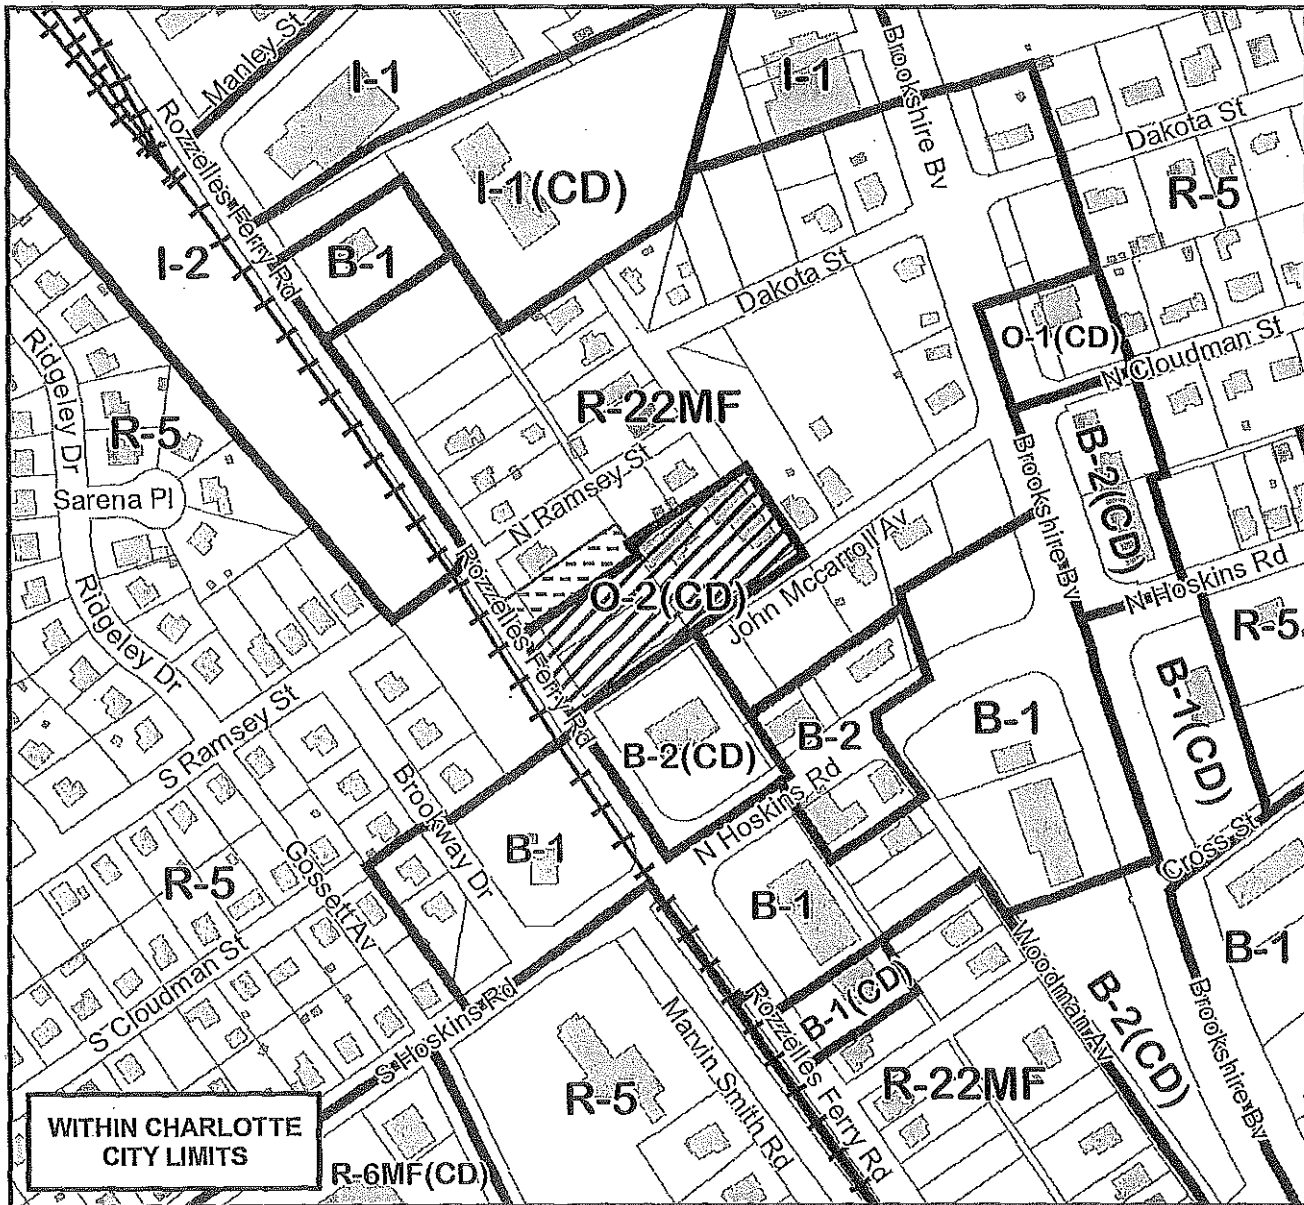 Manley St
I-1
I-1
Brookshire Bv
Rozzelles Ferry Rd
Dakota St
I-1(CD)
R-5
I-2
B-1
Dakota St
O-1(CD)
N Cloudman St
Ridgeley Dr
R-5
R-22MF
Brookshire Bv
B-2(CD)
Sarena Pl
N Ramsey St
Rozzelles Ferry Rd
O-2(CD)
John Mccarroll Av
N Hoskins Rd
Ridgeley Dr
R-5
S Ramsey St
B-2(CD)
B-2
B-1
B-1(CD)
Brookway Dr
N Hoskins Rd
Cross St
R-5
Gossett Av
B-1
B-1
B-1
S Cloudman St
Woodman Av
B-2(CD)
Brookshire Bv
B-1(CD)
S Hoskins Rd
Marvin Smith Rd
Rozzelles Ferry Rd
R-5
R-22MF
WITHIN CHARLOTTE
CITY LIMITS
R-6MF(CD)